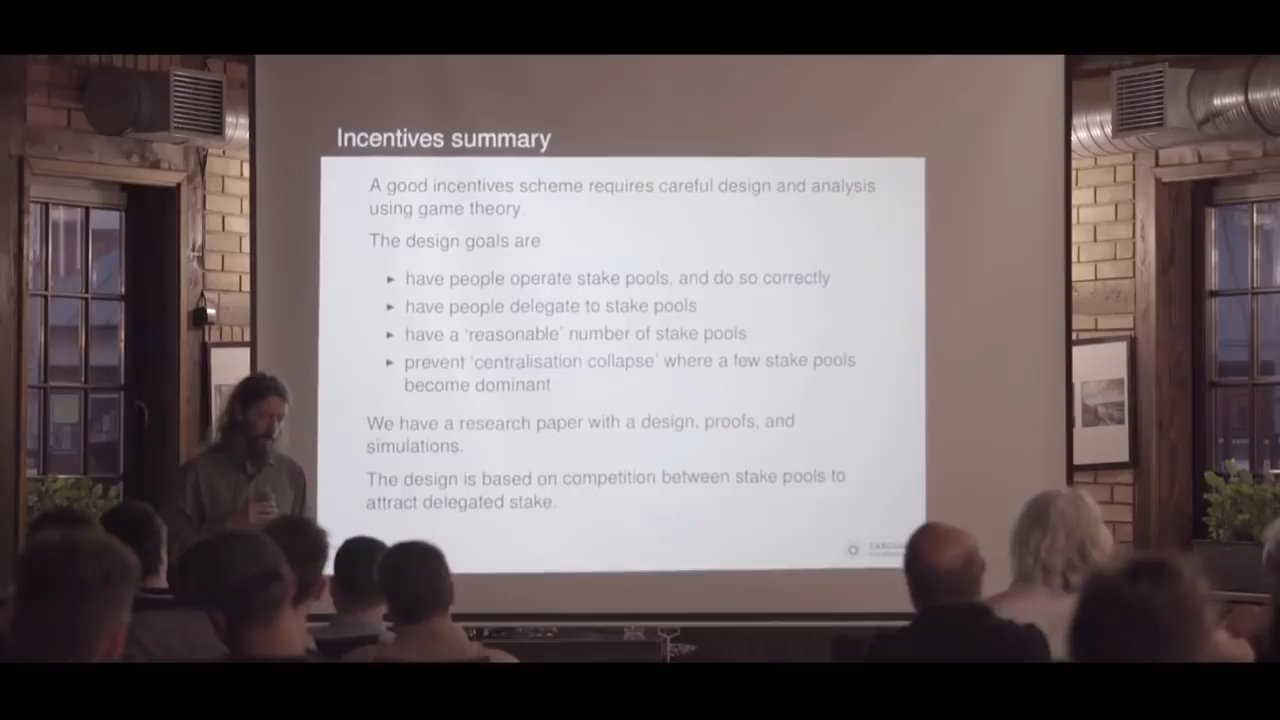 Incentives summary
A good incentives scheme requires careful design and analysis
using game theory.
The design goals are
► have people operate stake pools, and do so correctly
► have people delegate to stake pools
► have a 'reasonable' number of stake pools
► prevent 'centralisation collapse' where a few stake pools
become dominant
We have a research paper with a design, proofs, and
simulations.
The design is based on competition between stake pools to
attract delegated stake.